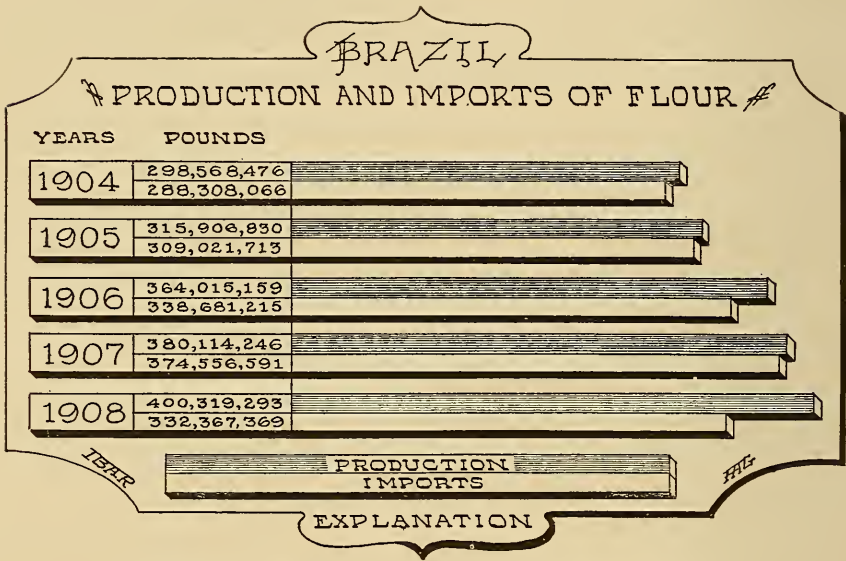 BRAZIL
PRODUCTION AND IMPORTS OF FLOUR
YEARS POUNDS
1904 298,568,476
288,308,066
1905 315,906,830
309,021,713
1906 364,015,159
338,681,215
1907 380,114,246
374,556,591
1908 400,319,293
332,367,369
PRODUCTION
IMPORTS
IBAR
EXPLANATION